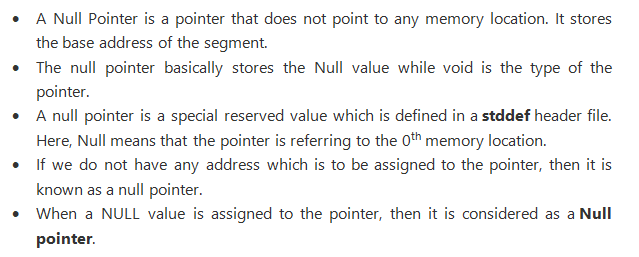 • A Null Pointer is a pointer that does not point to any memory location. It stores
the base address of the segment.
• The null pointer basically stores the Null value while void is the type of the
pointer.
• A null pointer is a special reserved value which is defined in a stddef header file.
Here, Null means that the pointer is referring to the 0th memory location.
• If we do not have any address which is to be assigned to the pointer, then it is
known as a null pointer.
• When a NULL value is assigned to the pointer, then it is considered as a Null
pointer.